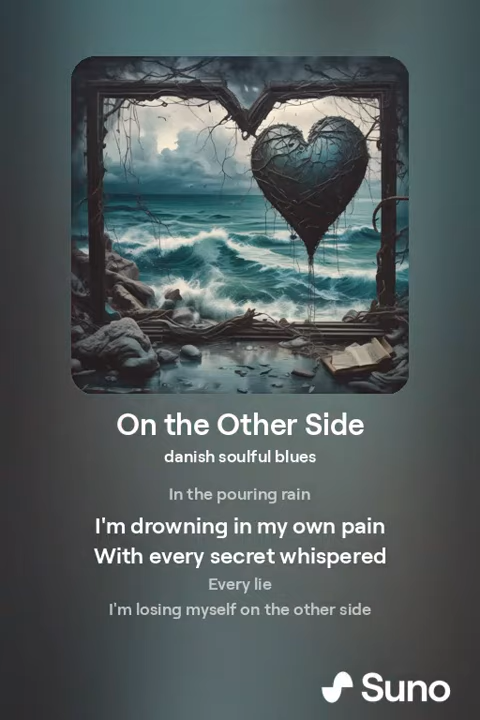 On the Other Side
danish soulful blues
In the pouring rain
I'm drowning in my own pain
With every secret whispered
Every lie
I'm losing myself on the other side
Suno